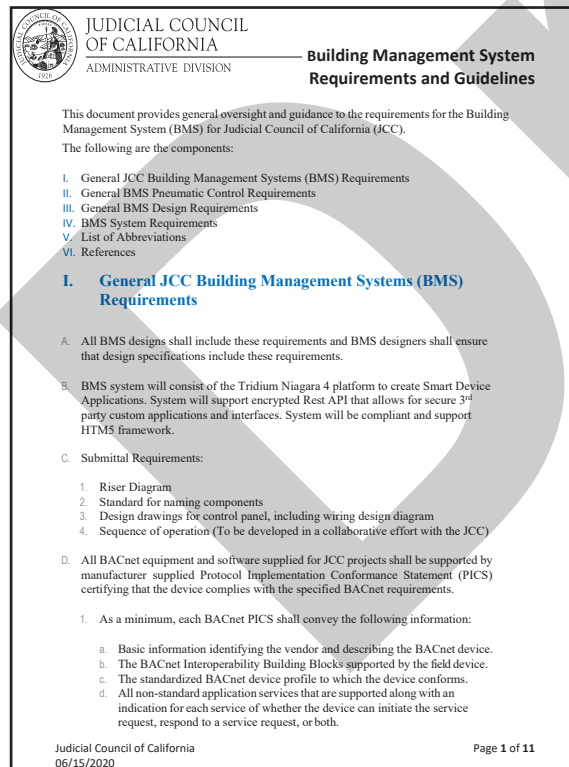 JUDICIAL COUNCIL
OF CALIFORNIA
ADMINISTRATIVE DIVISION
1926
Building Management System
Requirements and Guidelines
This document provides general oversight and guidance to the requirements for the Building
Management System (BMS) for Judicial Council of California (JCC).
The following are the components:
I. General JCC Building Management Systems (BMS) Requirements
II. General BMS Pneumatic Control Requirements
III. General BMS Design Requirements
IV. BMS System Requirements
V. List of Abbreviations
VI. References
I. General JCC Building Management Systems (BMS)
Requirements
A. All BMS designs shall include these requirements and BMS designers shall ensure
that design specifications include these requirements.
B. BMS system will consist of the Tridium Niagara 4 platform to create Smart Device
Applications. System will support encrypted Rest API that allows for secure 3rd
party custom applications and interfaces. System will be compliant and support
HTM5 framework.
C. Submittal Requirements:
1. Riser Diagram
2. Standard for naming components
3. Design drawings for control panel, including wiring design diagram
4. Sequence of operation (To be developed in a collaborative effort with the JCC)
D. All BACnet equipment and software supplied for JCC projects shall be supported by
manufacturer supplied Protocol Implementation Conformance Statement (PICS)
certifying that the device complies with the specified BACnet requirements.
1. As a minimum, each BACnet PICS shall convey the following information:
a. Basic information identifying the vendor and describing the BACnet device.
b. The BACnet Interoperability Building Blocks supported by the field device.
c. The standardized BACnet device profile to which the device conforms.
d. All non-standard application services that are supported along with an
indication for each service of whether the device can initiate the service
request, respond to a service request, or both.
Judicial Council of California
06/15/2020
Page 1 of 11